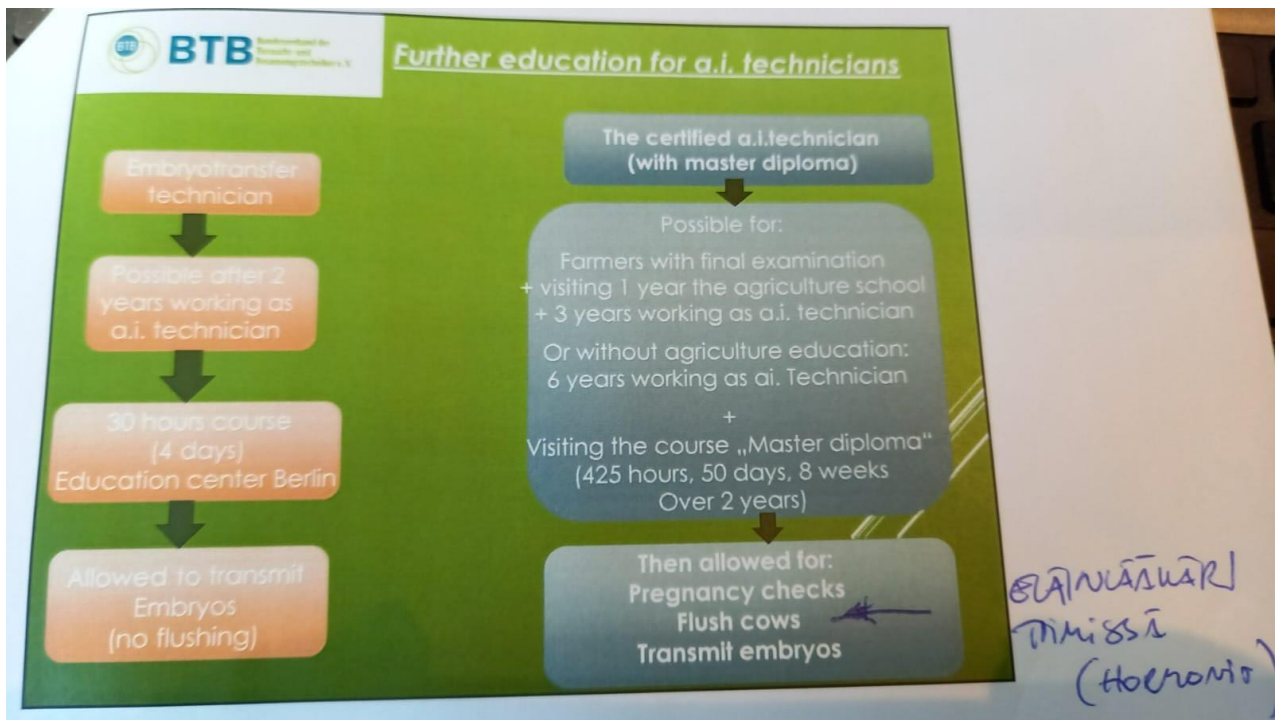 BTB
Bundesverband der
Besamungstechniker e.V.
Further education for a.i. technicians
Embryotransfer
technician
Possible after 2
years working as
a.i. technician
30 hours course
(4 days)
Education center Berlin
Allowed to transmit
Embryos
(no flushing)
The certified a.i.technician
(with master diploma)
Possible for:
Farmers with final examination
+ visiting 1 year the agriculture school
+ 3 years working as a.i. technician
Or without agriculture education:
6 years working as ai. Technician
+
Visiting the course „Master diploma“
(425 hours, 50 days, 8 weeks
Over 2 years)
Then allowed for:
Pregnancy checks
Flush cows
Transmit embryos
ELÄINLÄÄKÄRI